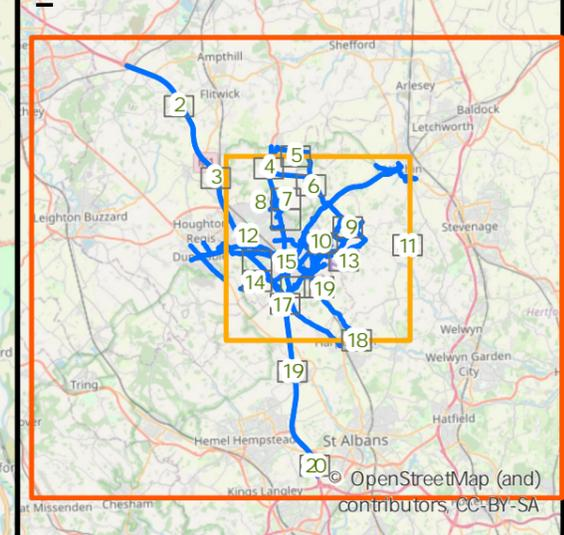 Shefford
Ampthill
Flitwick
Arlesey
Baldock
Letchworth
2
3
4
5
6
7
8
9
10
11
12
13
14
15
17
19
18
19
20
Leighton Buzzard
Houghton
Regis
Stevenage
Welwyn
Welwyn Garden
City
Tring
Hatfield
Hemel Hempstead
St Albans
Kings Langley
Chesham
at Missenden
© OpenStreetMap (and)
contributors, CC-BY-SA